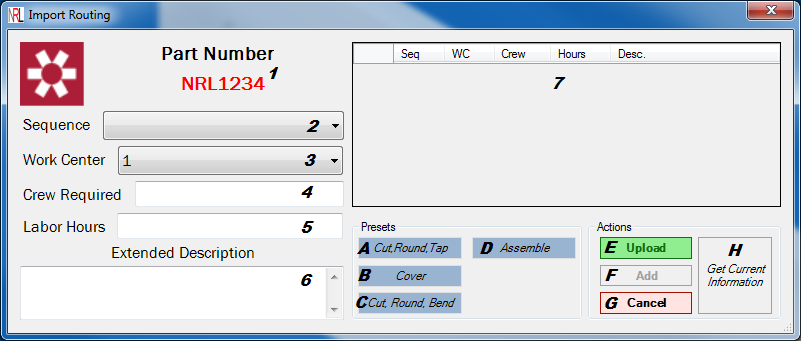 NRL Import Routing
Part Number
NRL1234 1
Sequence 2
Work Center 1 3
Crew Required 4
Labor Hours 5
Extended Description
6
Seq WC Crew Hours Desc.
7
Presets
A Cut,Round,Tap
D Assemble
B Cover
C Cut, Round, Bend
Actions
E Upload
F Add
G Cancel
H
Get Current
Information